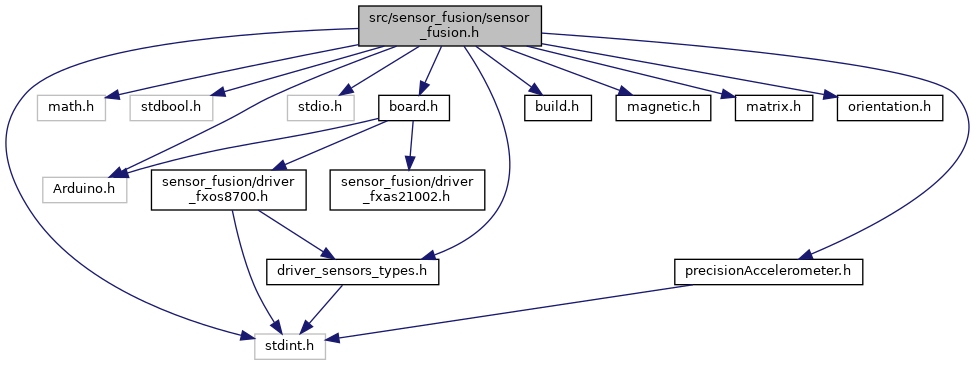 src/sensor_fusion/sensor
_fusion.h
math.h
stdbool.h
stdio.h
board.h
build.h
magnetic.h
matrix.h
orientation.h
Arduino.h
sensor_fusion/driver
_fxos8700.h
sensor_fusion/driver
_fxas21002.h
driver_sensors_types.h
precisionAccelerometer.h
stdint.h